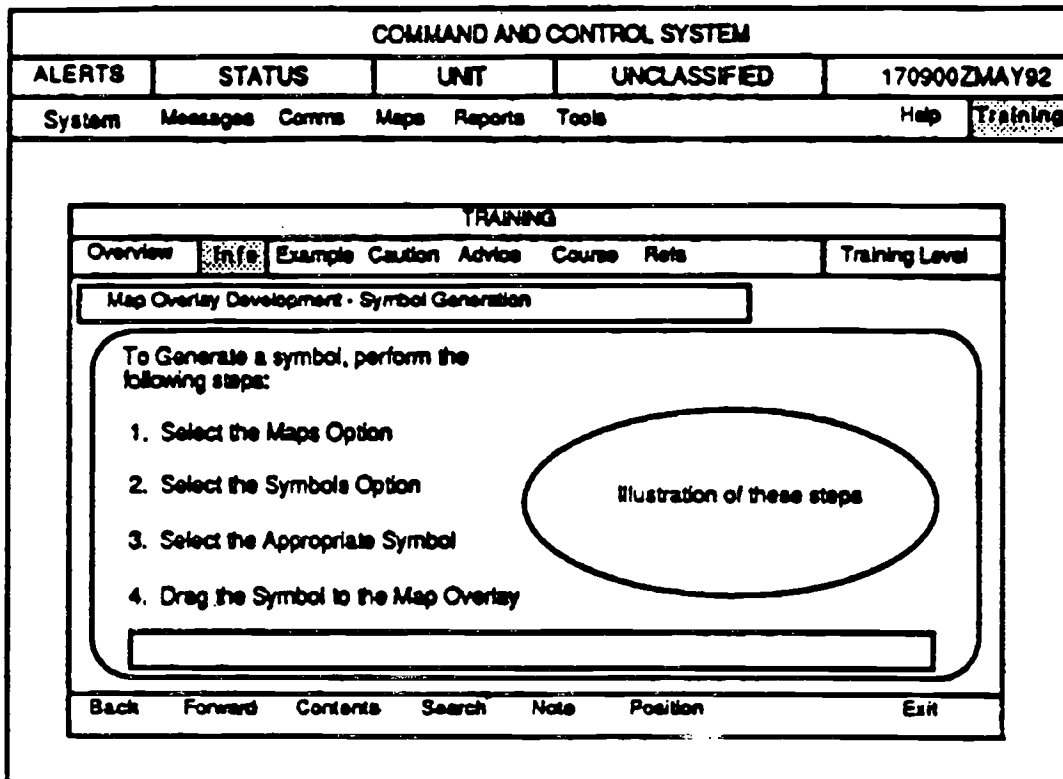 COMMAND AND CONTROL SYSTEM
ALERTS STATUS UNIT UNCLASSIFIED 170900ZMAY92
System Messages Comms Maps Reports Tools Help Training
TRAINING
Overview Info Example Caution Advice Course Refs Training Level
Map Overlay Development - Symbol Generation
To Generate a symbol, perform the
following steps:
1. Select the Maps Option
2. Select the Symbols Option
Illustration of these steps
3. Select the Appropriate Symbol
4. Drag the Symbol to the Map Overlay
Back Forward Contents Search Note Position Exit